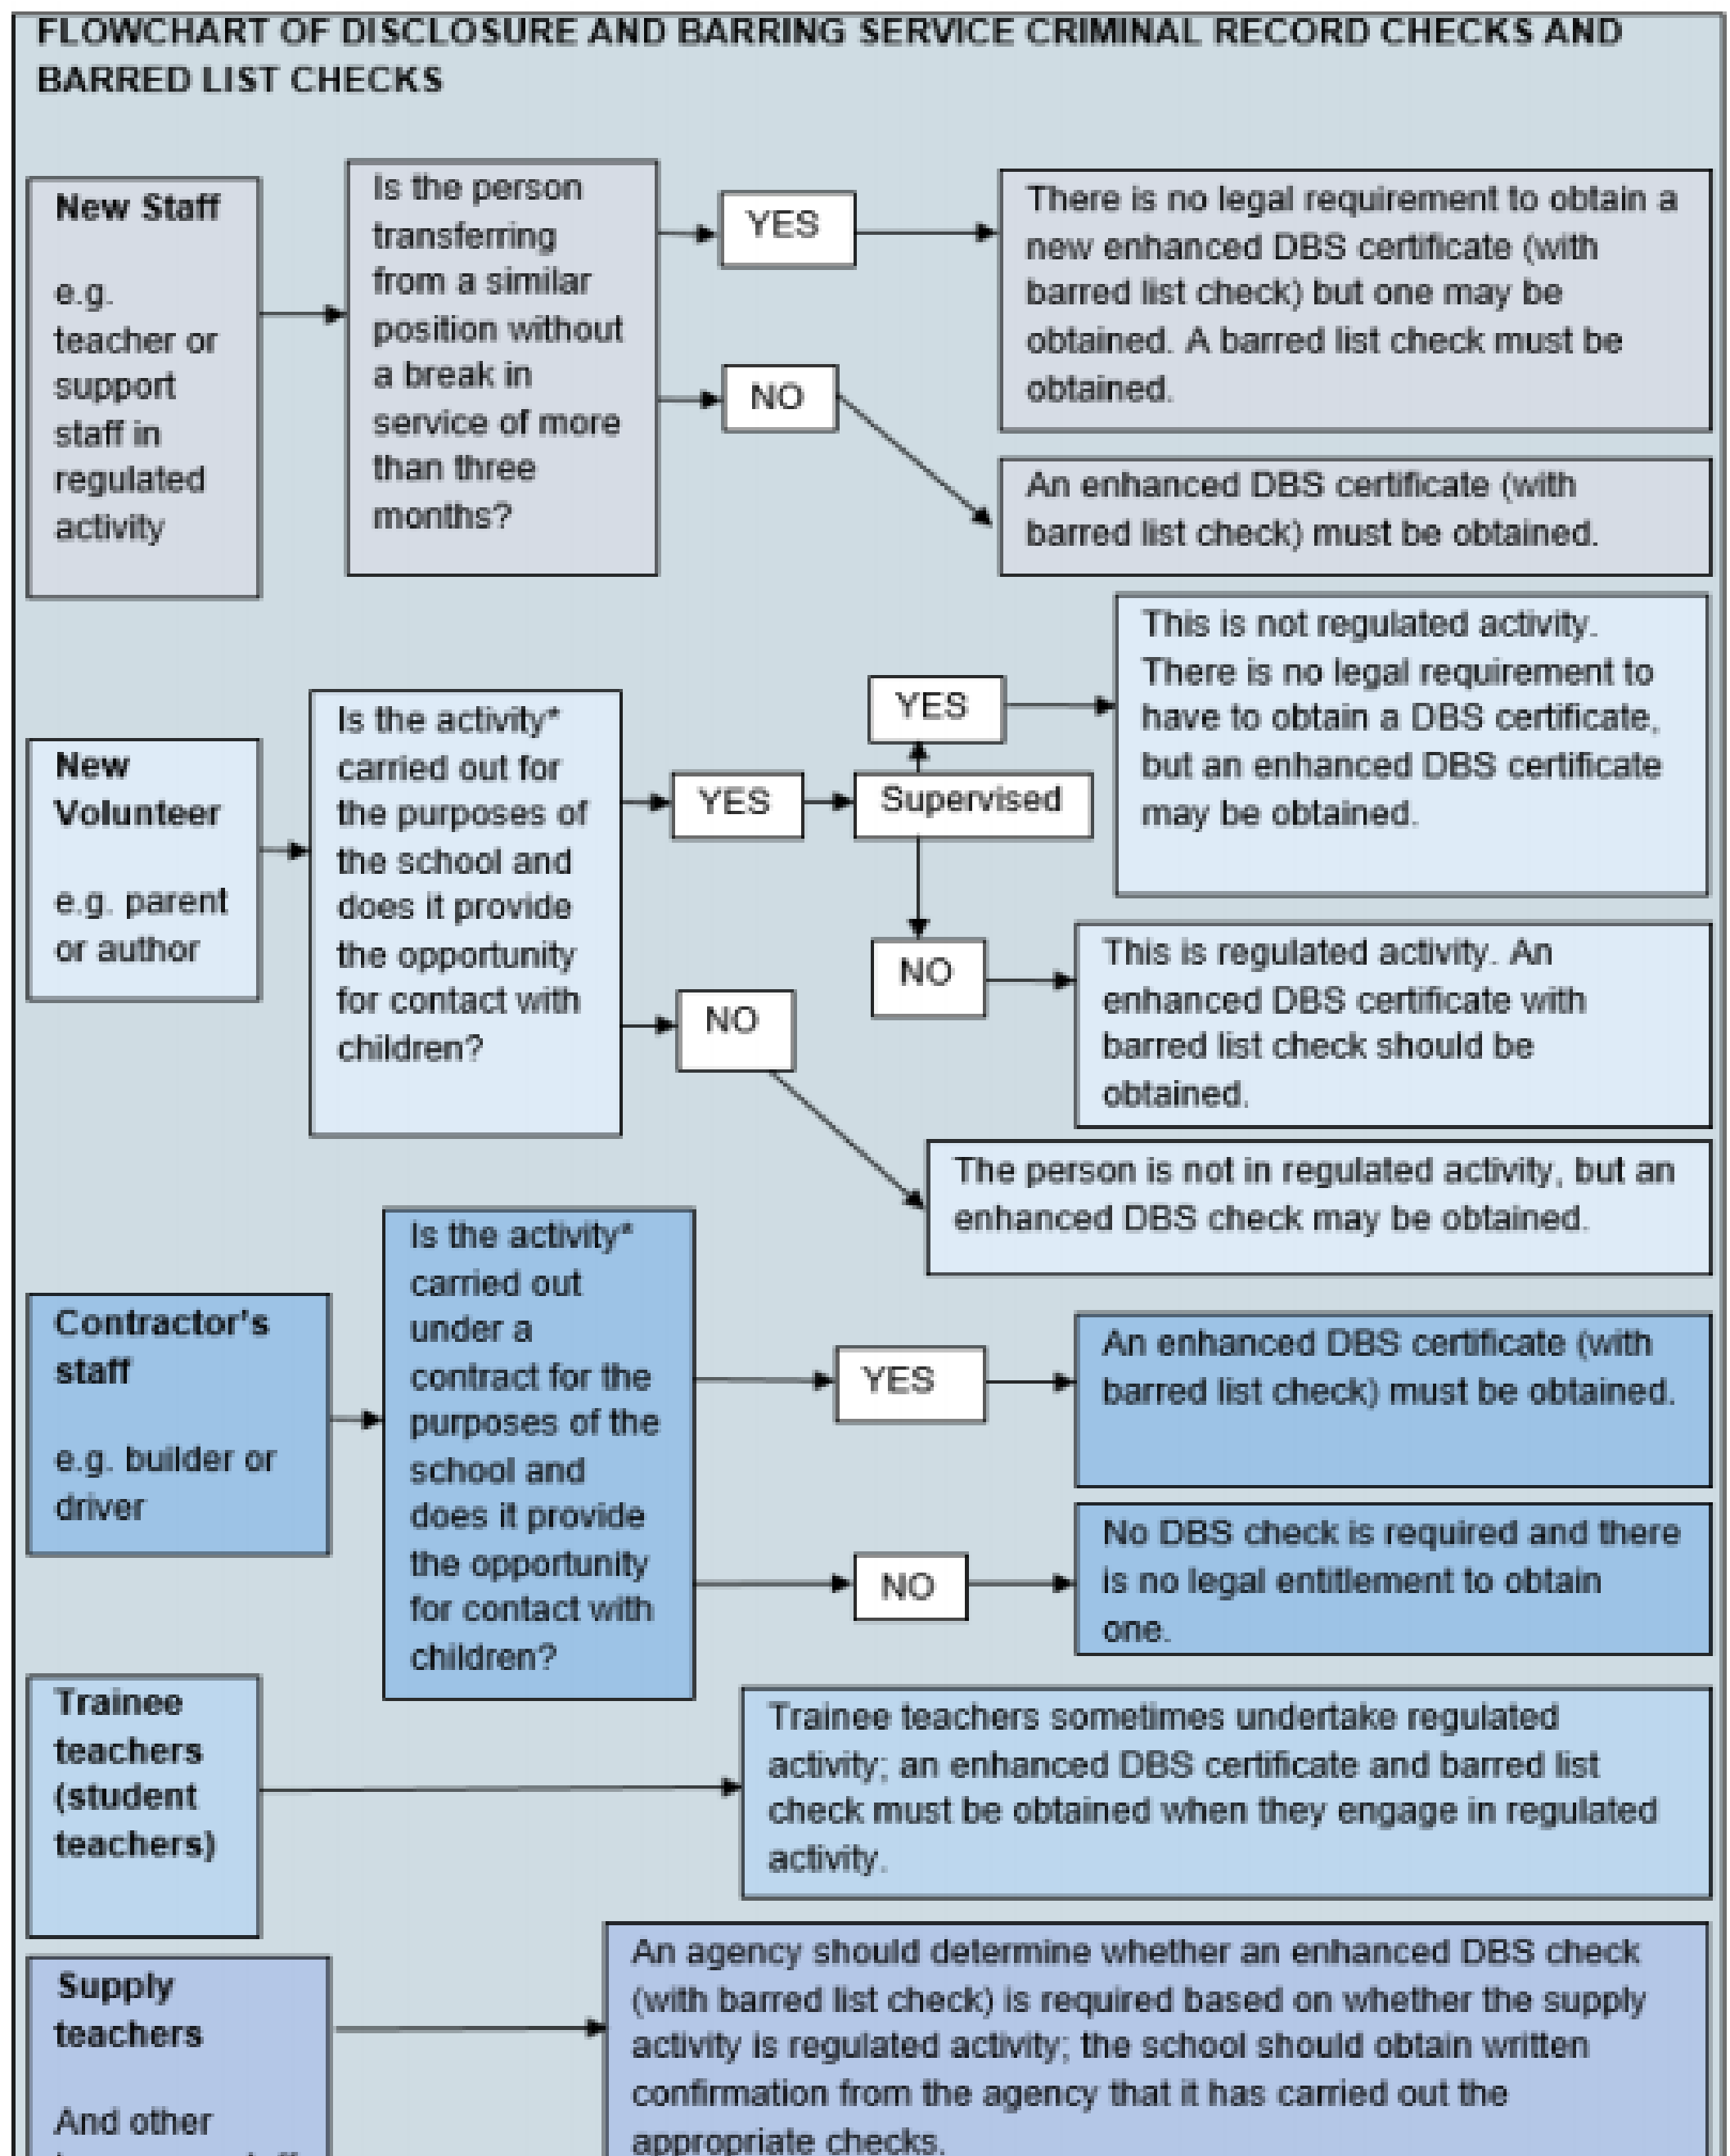 FLOWCHART OF DISCLOSURE AND BARRING SERVICE CRIMINAL RECORD CHECKS AND
BARRED LIST CHECKS
New Staff
e.g.
teacher or
support
staff in
regulated
activity
Is the person
transferring
from a similar
position without
a break in
service of more
than three
months?
YES
There is no legal requirement to obtain a
new enhanced DBS certificate (with
barred list check) but one may be
obtained. A barred list check must be
obtained.
NO
An enhanced DBS certificate (with
barred list check) must be obtained.
New
Volunteer
e.g. parent
or author
Is the activity*
carried out for
the purposes of
the school and
does it provide
the opportunity
for contact with
children?
YES
Supervised
YES
This is not regulated activity.
There is no legal requirement to
have to obtain a DBS certificate,
but an enhanced DBS certificate
may be obtained.
NO
This is regulated activity. An
enhanced DBS certificate with
barred list check should be
obtained.
NO
The person is not in regulated activity, but an
enhanced DBS check may be obtained.
Contractor's
staff
e.g. builder or
driver
Is the activity*
carried out
under a
contract for the
purposes of the
school and
does it provide
the opportunity
for contact with
children?
YES
An enhanced DBS certificate (with
barred list check) must be obtained.
NO
No DBS check is required and there
is no legal entitlement to obtain
one.
Trainee
teachers
(student
teachers)
Trainee teachers sometimes undertake regulated
activity; an enhanced DBS certificate and barred list
check must be obtained when they engage in regulated
activity.
Supply
teachers
And other
An agency should determine whether an enhanced DBS check
(with barred list check) is required based on whether the supply
activity is regulated activity; the school should obtain written
confirmation from the agency that it has carried out the
appropriate checks.